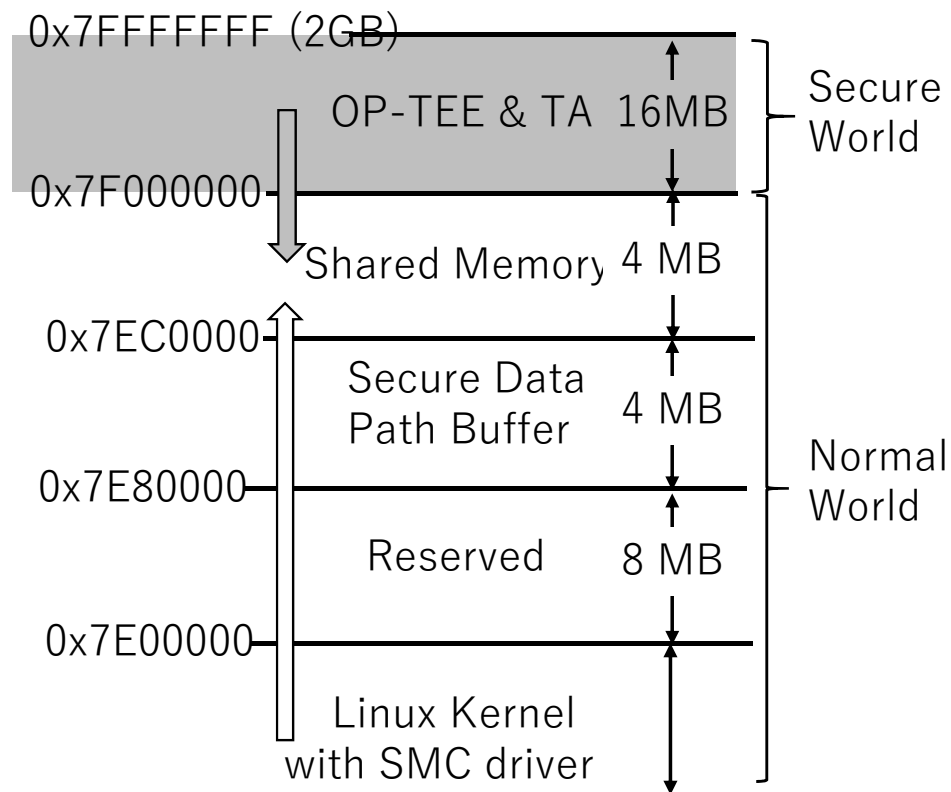 0x7FFFFFFF (2GB)
OP-TEE & TA 16MB
Secure
World
0x7F000000
Shared Memory 4 MB
0x7EC0000
Secure Data
Path Buffer
4 MB
0x7E80000
Normal
World
Reserved
8 MB
0x7E00000
Linux Kernel
with SMC driver